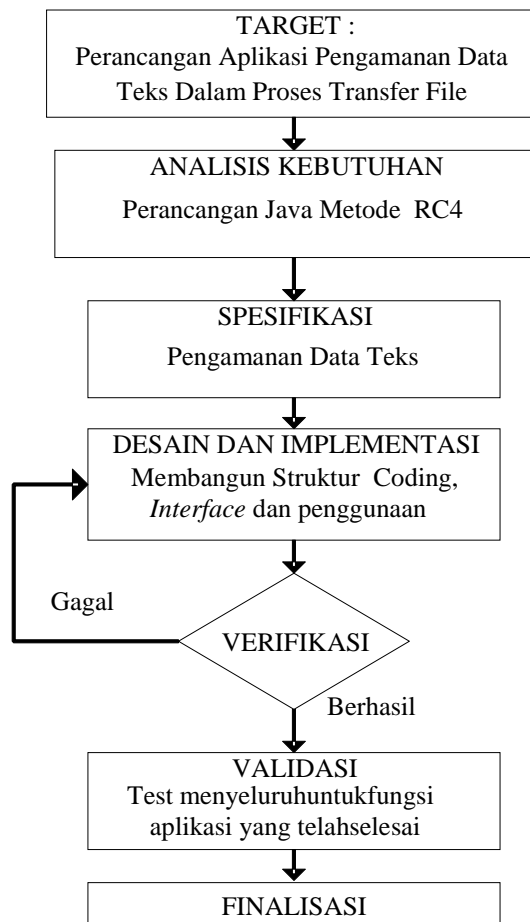 TARGET :
Perancangan Aplikasi Pengamanan Data
Teks Dalam Proses Transfer File
ANALISIS KEBUTUHAN
Perancangan Java Metode RC4
SPESIFIKASI
Pengamanan Data Teks
DESAIN DAN IMPLEMENTASI
Membangun Struktur Coding,
Interface dan penggunaan
Gagal
VERIFIKASI
Berhasil
VALIDASI
Test menyeluruhuntukfungsi
aplikasi yang telahselesai
FINALISASI